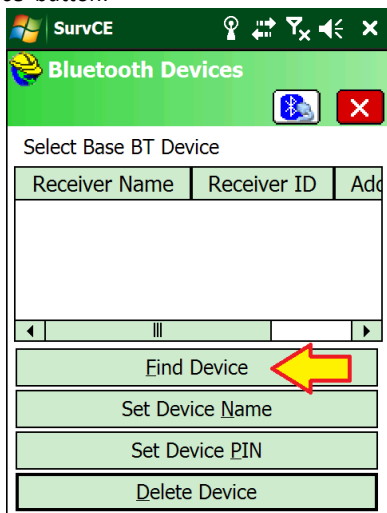 SurvCE
Bluetooth Devices
Select Base BT Device
Receiver Name Receiver ID
Find Device
Set Device Name
Set Device PIN
Delete Device